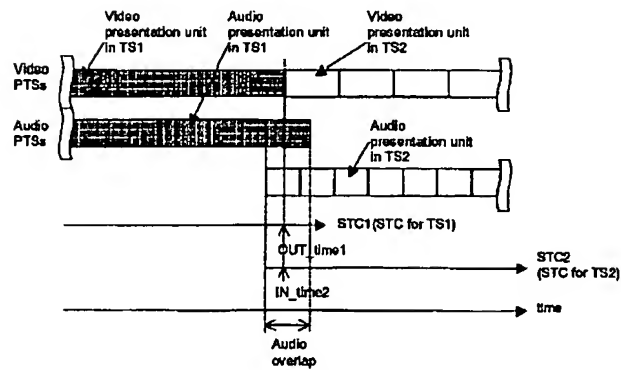 Video
presentation unit
in TS1
Audio
presentation unit
in TS1
Video
presentation unit
in TS2
Video
PTSs
Audio
PTSs
Audio
presentation unit
in TS2
STC1(STC for TS1)
OUT_time1
STC2
(STC for TS2)
IN_time2
time
Audio
overlap